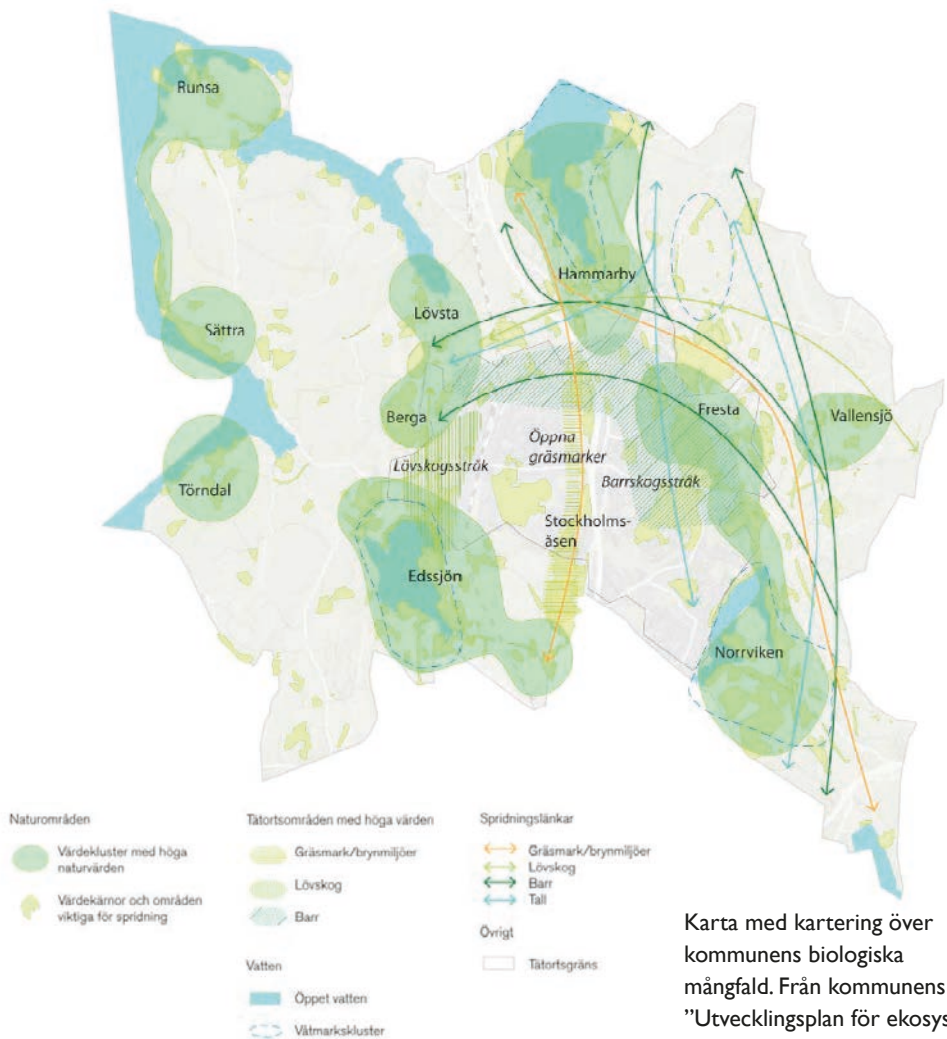 Runsa
Hammarby
Lövsta
Sättra
Berga
Fresta
Vallensjö
Öppna
gräsmarker
Lövskogsstråk
Barrskogsstråk
Törndal
Stockholms-
åsen
Edssjön
Norrviken
Naturområden
Värdekluster med höga
naturvärden
Värdekärnor och områden
viktiga för spridning
Tätortsområden med höga värden
Gräsmark/brynmiljöer
Lövskog
Barr
Vatten
Öppet vatten
Våtmarkskluster
Spridningslänkar
Gräsmark/brynmiljöer
Lövskog
Barr
Tall
Övrigt
Tätortsgräns
Karta med kartering över
kommunens biologiska
mångfald. Från kommunens
”Utvecklingsplan för ekosys